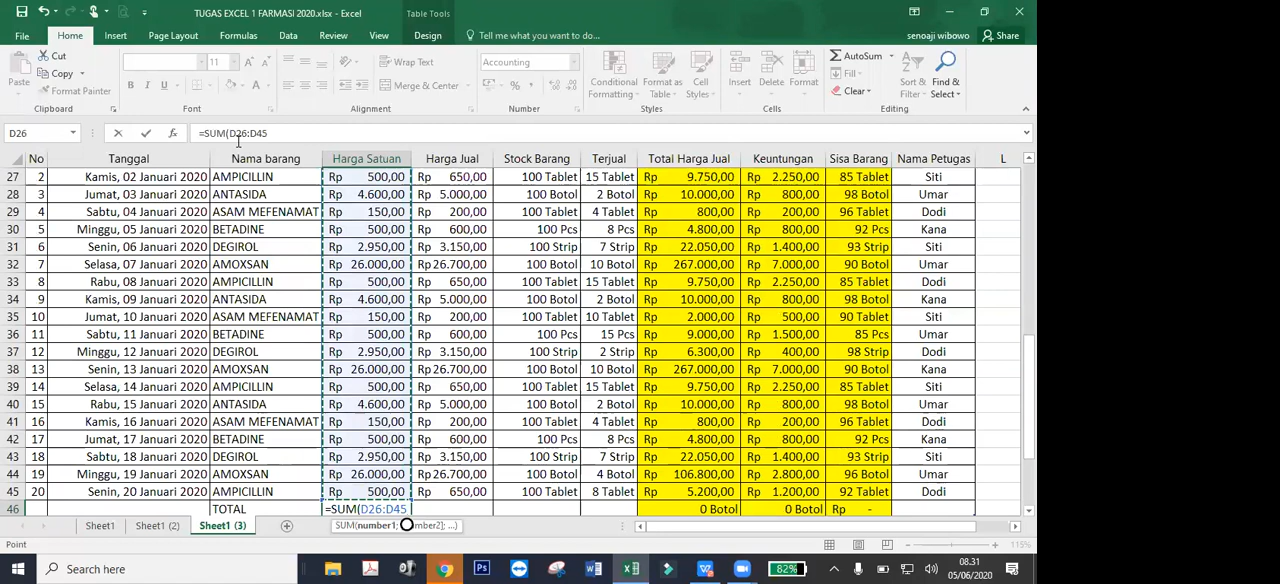 TUGAS EXCEL 1 FARMASI 2020.xlsx - Excel Table Tools
File Home Insert Page Layout Formulas Data Review View Design Tell me what you want to do... senoaji wibowo Share
Cut
Copy
Format Painter
Paste
11
B I U
Wrap Text
Merge & Center
Accounting
%
Conditional Formatting
Format as Table
Cell Styles
Insert Delete Format
AutoSum
Fill
Clear
Sort & Filter
Find & Select
Clipboard Font Alignment Number Styles Cells Editing
D26 fx =SUM(D26:D45
No Tanggal Nama barang Harga Satuan Harga Jual Stock Barang Terjual Total Harga Jual Keuntungan Sisa Barang Nama Petugas L
27 2 Kamis, 02 Januari 2020 AMPICILLIN Rp 500,00 Rp 650,00 100 Tablet 15 Tablet Rp 9.750,00 Rp 2.250,00 85 Tablet Siti
28 3 Jumat, 03 Januari 2020 ANTASIDA Rp 4.600,00 Rp 5.000,00 100 Botol 2 Botol Rp 10.000,00 Rp 800,00 98 Botol Umar
29 4 Sabtu, 04 Januari 2020 ASAM MEFENAMAT Rp 150,00 Rp 200,00 100 Tablet 4 Tablet Rp 800,00 Rp 200,00 96 Tablet Dodi
30 5 Minggu, 05 Januari 2020 BETADINE Rp 500,00 Rp 600,00 100 Pcs 8 Pcs Rp 4.800,00 Rp 800,00 92 Pcs Kana
31 6 Senin, 06 Januari 2020 DEGIROL Rp 2.950,00 Rp 3.150,00 100 Strip 7 Strip Rp 22.050,00 Rp 1.400,00 93 Strip Siti
32 7 Selasa, 07 Januari 2020 AMOXSAN Rp 26.000,00 Rp 26.700,00 100 Botol 10 Botol Rp 267.000,00 Rp 7.000,00 90 Botol Umar
33 8 Rabu, 08 Januari 2020 AMPICILLIN Rp 500,00 Rp 650,00 100 Tablet 15 Tablet Rp 9.750,00 Rp 2.250,00 85 Tablet Dodi
34 9 Kamis, 09 Januari 2020 ANTASIDA Rp 4.600,00 Rp 5.000,00 100 Botol 2 Botol Rp 10.000,00 Rp 800,00 98 Botol Kana
35 10 Jumat, 10 Januari 2020 ASAM MEFENAMAT Rp 150,00 Rp 200,00 100 Tablet 10 Tablet Rp 2.000,00 Rp 500,00 90 Tablet Siti
36 11 Sabtu, 11 Januari 2020 BETADINE Rp 500,00 Rp 600,00 100 Pcs 15 Pcs Rp 9.000,00 Rp 1.500,00 85 Pcs Umar
37 12 Minggu, 12 Januari 2020 DEGIROL Rp 2.950,00 Rp 3.150,00 100 Strip 2 Strip Rp 6.300,00 Rp 400,00 98 Strip Dodi
38 13 Senin, 13 Januari 2020 AMOXSAN Rp 26.000,00 Rp 26.700,00 100 Botol 10 Botol Rp 267.000,00 Rp 7.000,00 90 Botol Kana
39 14 Selasa, 14 Januari 2020 AMPICILLIN Rp 500,00 Rp 650,00 100 Tablet 15 Tablet Rp 9.750,00 Rp 2.250,00 85 Tablet Siti
40 15 Rabu, 15 Januari 2020 ANTASIDA Rp 4.600,00 Rp 5.000,00 100 Botol 2 Botol Rp 10.000,00 Rp 800,00 98 Botol Umar
41 16 Kamis, 16 Januari 2020 ASAM MEFENAMAT Rp 150,00 Rp 200,00 100 Tablet 4 Tablet Rp 800,00 Rp 200,00 96 Tablet Dodi
42 17 Jumat, 17 Januari 2020 BETADINE Rp 500,00 Rp 600,00 100 Pcs 8 Pcs Rp 4.800,00 Rp 800,00 92 Pcs Kana
43 18 Sabtu, 18 Januari 2020 DEGIROL Rp 2.950,00 Rp 3.150,00 100 Strip 7 Strip Rp 22.050,00 Rp 1.400,00 93 Strip Siti
44 19 Minggu, 19 Januari 2020 AMOXSAN Rp 26.000,00 Rp 26.700,00 100 Botol 4 Botol Rp 106.800,00 Rp 2.800,00 96 Botol Umar
45 20 Senin, 20 Januari 2020 AMPICILLIN Rp 500,00 Rp 650,00 100 Tablet 8 Tablet Rp 5.200,00 Rp 1.200,00 92 Tablet Dodi
46 TOTAL =SUM(D26:D45 0 Botol 0 Botol Rp -
Sheet1 Sheet1 (2) Sheet1 (3) SUM(number1; umber2]; ...)
Point 115%
Search here 82% 08.31
05/06/2020